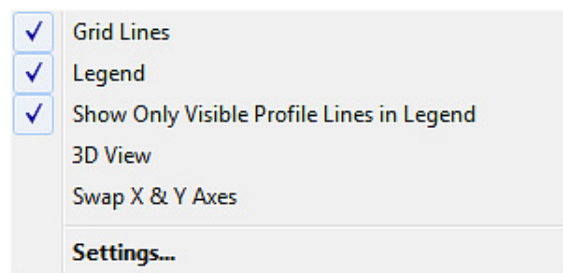 Grid Lines
Legend
Show Only Visible Profile Lines in Legend
3D View
Swap X & Y Axes
Settings...